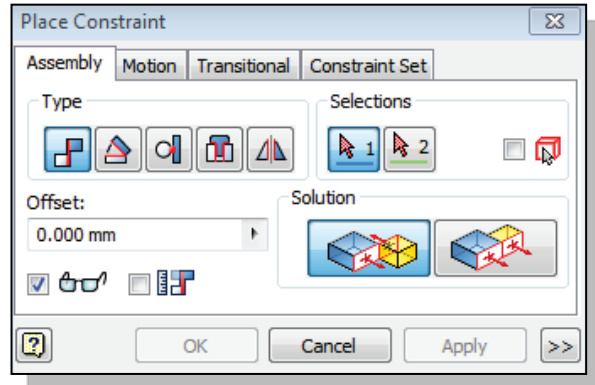 Place Constraint
Assembly Motion Transitional Constraint Set
Type Selections
1 2
Offset: Solution
0.000 mm
? OK Cancel Apply >>